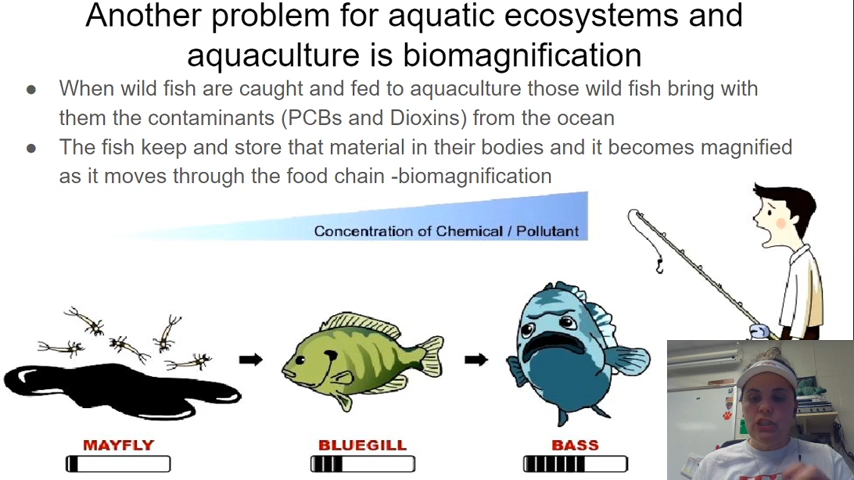 Another problem for aquatic ecosystems and
aquaculture is biomagnification
● When wild fish are caught and fed to aquaculture those wild fish bring with
them the contaminants (PCBs and Dioxins) from the ocean
● The fish keep and store that material in their bodies and it becomes magnified
as it moves through the food chain -biomagnification
Concentration of Chemical / Pollutant
MAYFLY
BLUEGILL
BASS